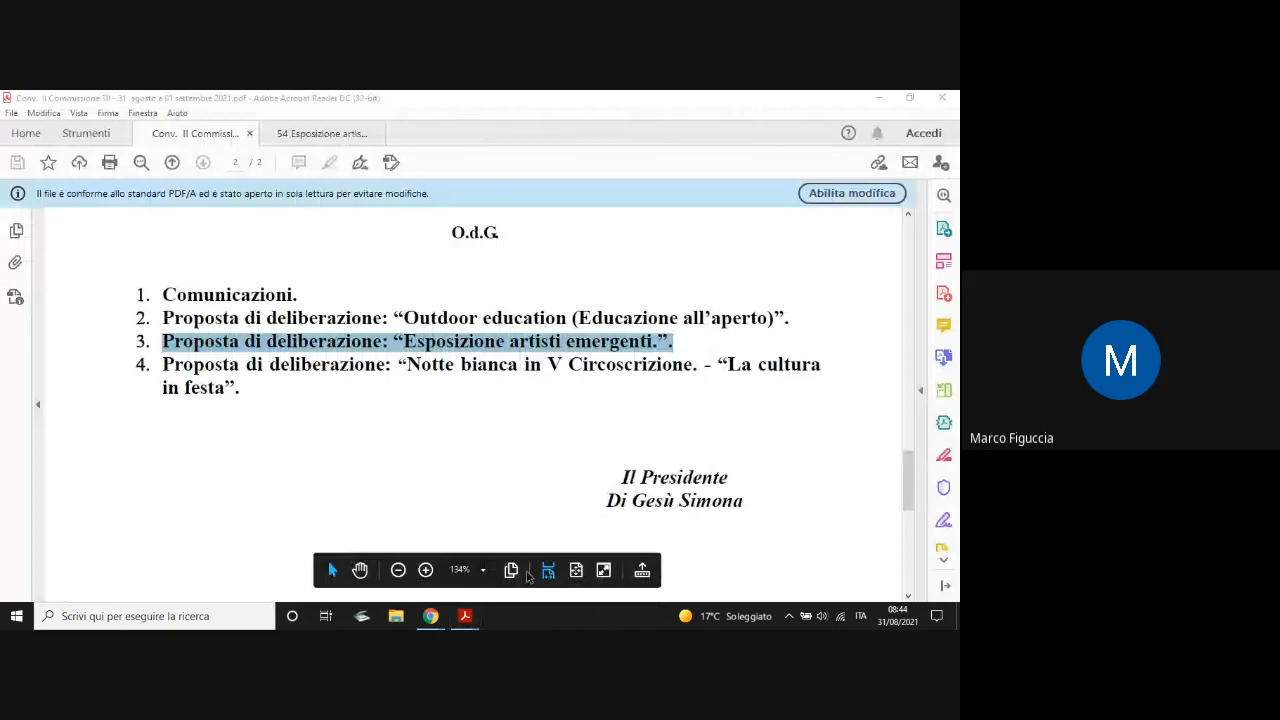 Conv. II Commissione 30 - 31 agosto e 01 settembre 2021.pdf - Adobe Acrobat Reader DC (32-bit)
File Modifica Vista Firma Finestra Aiuto
Home Strumenti Conv. II Commissi... × 54 Esposizione artis... Accedi
2 / 2
Il file è conforme allo standard PDF/A ed è stato aperto in sola lettura per evitare modifiche. Abilita modifica
O.d.G.
1. Comunicazioni.
2. Proposta di deliberazione: “Outdoor education (Educazione all’aperto)”.
3. Proposta di deliberazione: “Esposizione artisti emergenti.”.
4. Proposta di deliberazione: “Notte bianca in V Circoscrizione. - “La cultura
in festa”.
Il Presidente
Di Gesù Simona
134%
Scrivi qui per eseguire la ricerca
17°C Soleggiato
ITA
08:44
31/08/2021
M
Marco Figuccia